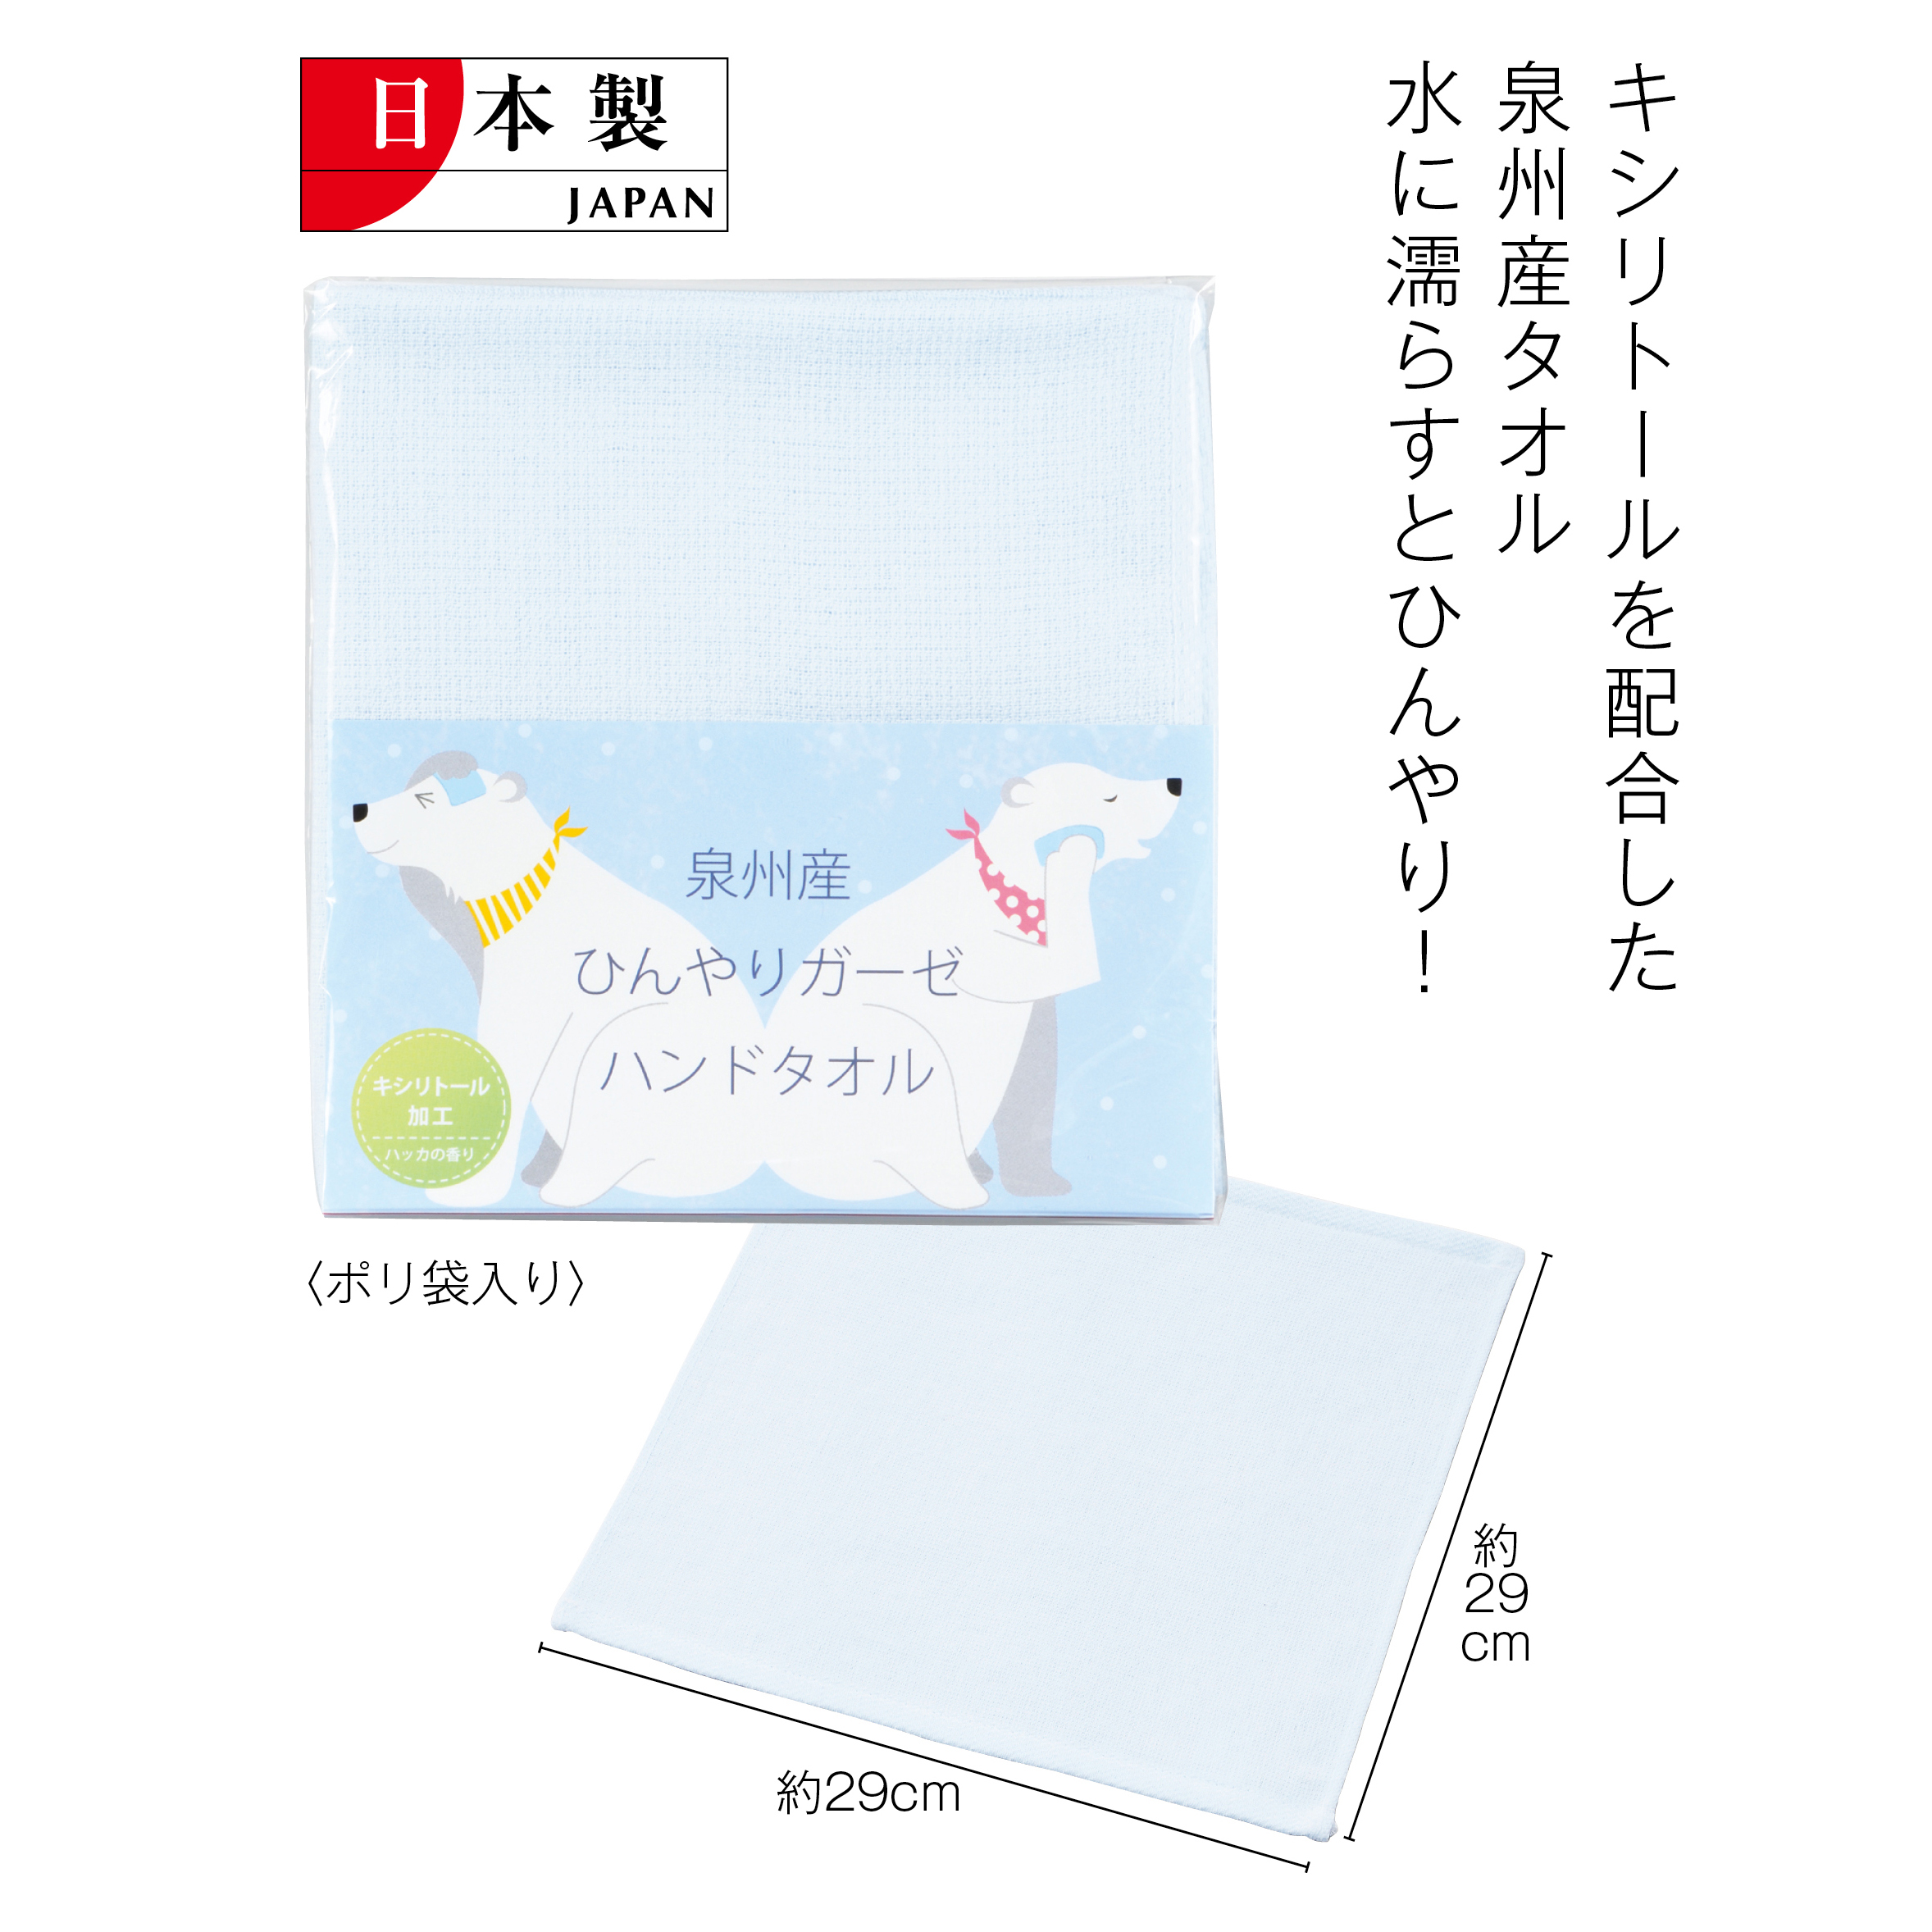 日本製
JAPAN
キシリトールを配合した
泉州産タオル
水に濡らすとひんやり！
泉州産
ひんやりガーゼ
ハンドタオル
キシリトール
加工
ハッカの香り
〈ポリ袋入り〉
約
29
cm
約29cm